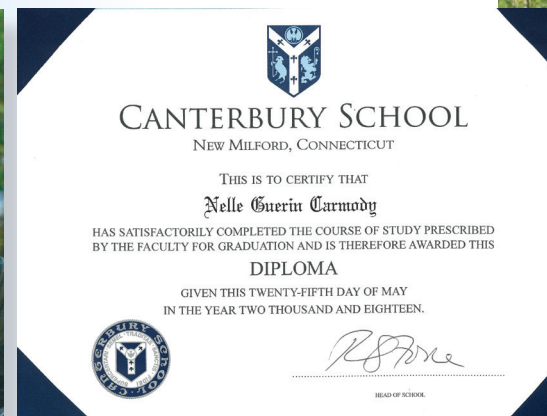 CANTERBURY SCHOOL
NEW MILFORD, CONNECTICUT
THIS IS TO CERTIFY THAT
Nelle Guerin Carmody
HAS SATISFACTORILY COMPLETED THE COURSE OF STUDY PRESCRIBED
BY THE FACULTY FOR GRADUATION AND IS THEREFORE AWARDED THIS
DIPLOMA
GIVEN THIS TWENTY-FIFTH DAY OF MAY
IN THE YEAR TWO THOUSAND AND EIGHTEEN.
CANTERBURY SCHOOL
HEAD OF SCHOOL